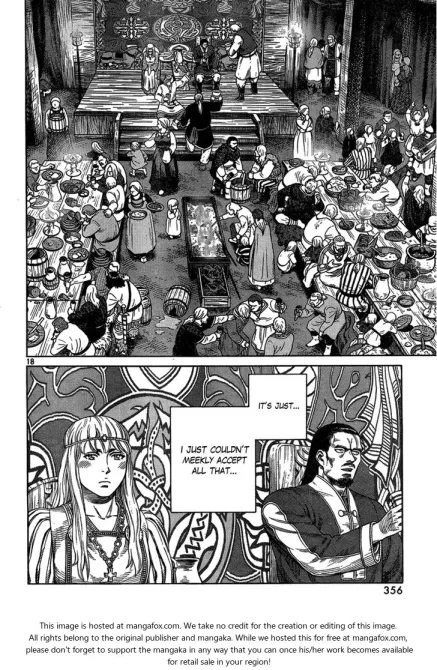 18
IT'S JUST...
I JUST COULDN'T
MEEKLY ACCEPT
ALL THAT...
356
This image is hosted at mangafox.com. We take no credit for the creation or editing of this image.
All rights belong to the original publisher and mangaka. While we hosted this for free at mangafox.com,
please don't forget to support the mangaka in any way that you can once his/her work becomes available
for retail sale in your region!